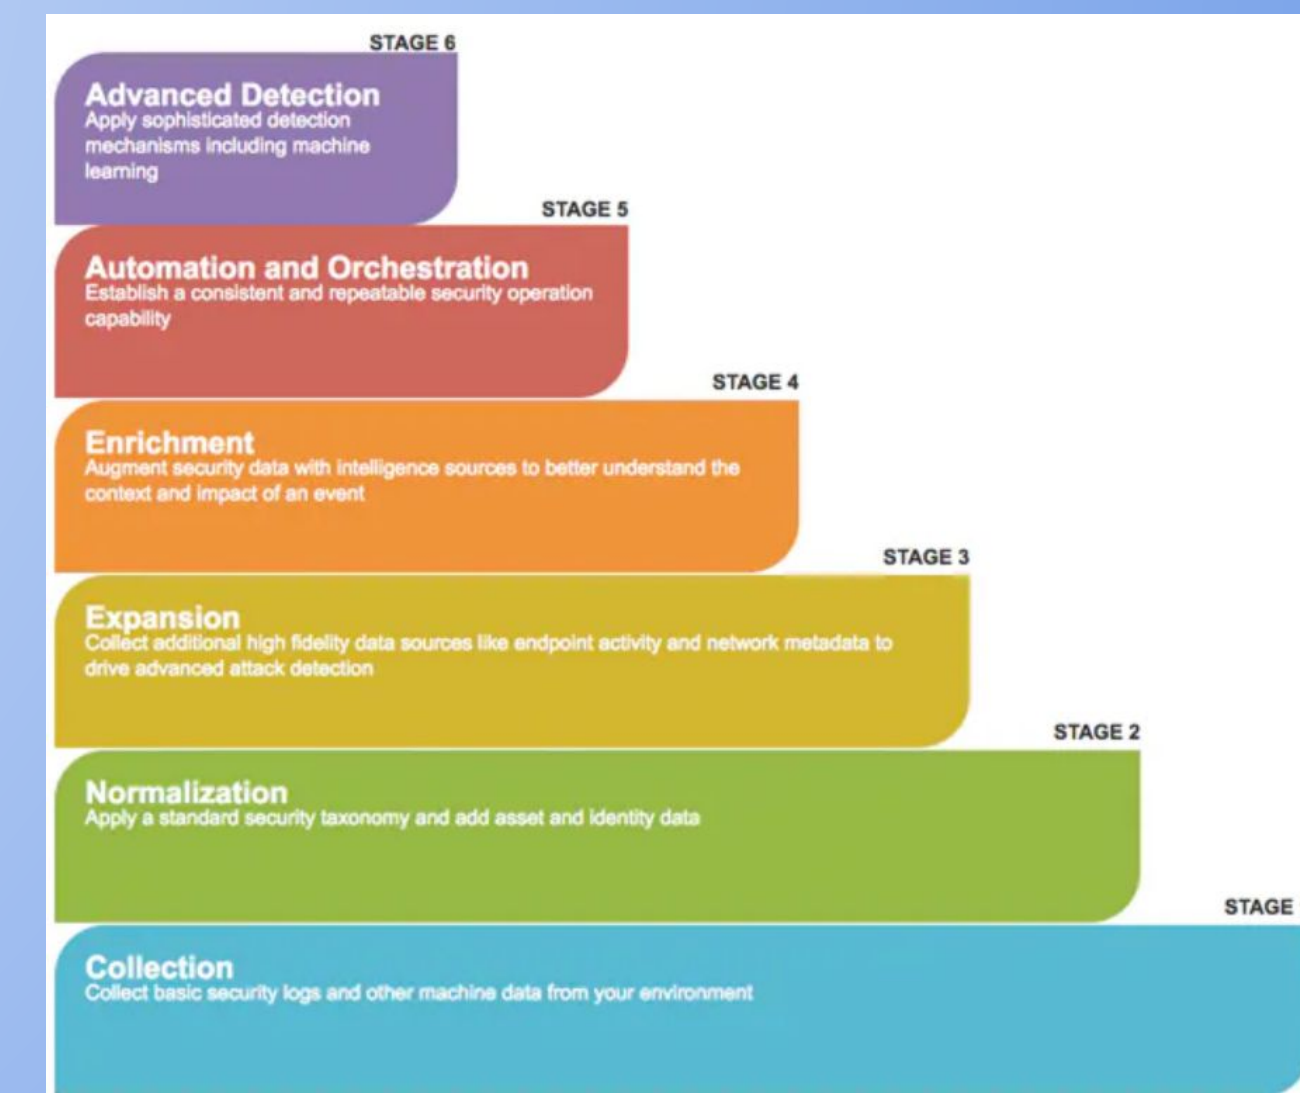 STAGE 6
Advanced Detection
Apply sophisticated detection
mechanisms including machine
learning
STAGE 5
Automation and Orchestration
Establish a consistent and repeatable security operation
capability
STAGE 4
Enrichment
Augment security data with intelligence sources to better understand the
context and impact of an event
STAGE 3
Expansion
Collect additional high fidelity data sources like endpoint activity and network metadata to
drive advanced attack detection
STAGE 2
Normalization
Apply a standard security taxonomy and add asset and identity data
STAGE
Collection
Collect basic security logs and other machine data from your environment